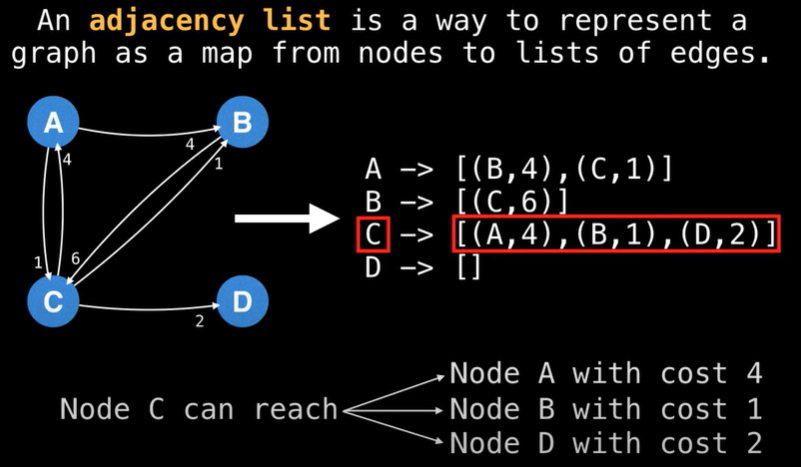 An adjacency list is a way to represent a
graph as a map from nodes to lists of edges.
A
B
4
4
1
A -> [(B,4),(C,1)]
B -> [(C,6)]
C -> [(A,4),(B,1),(D,2)]
D -> []
1
6
C
D
2
Node C can reach
Node A with cost 4
Node B with cost 1
Node D with cost 2